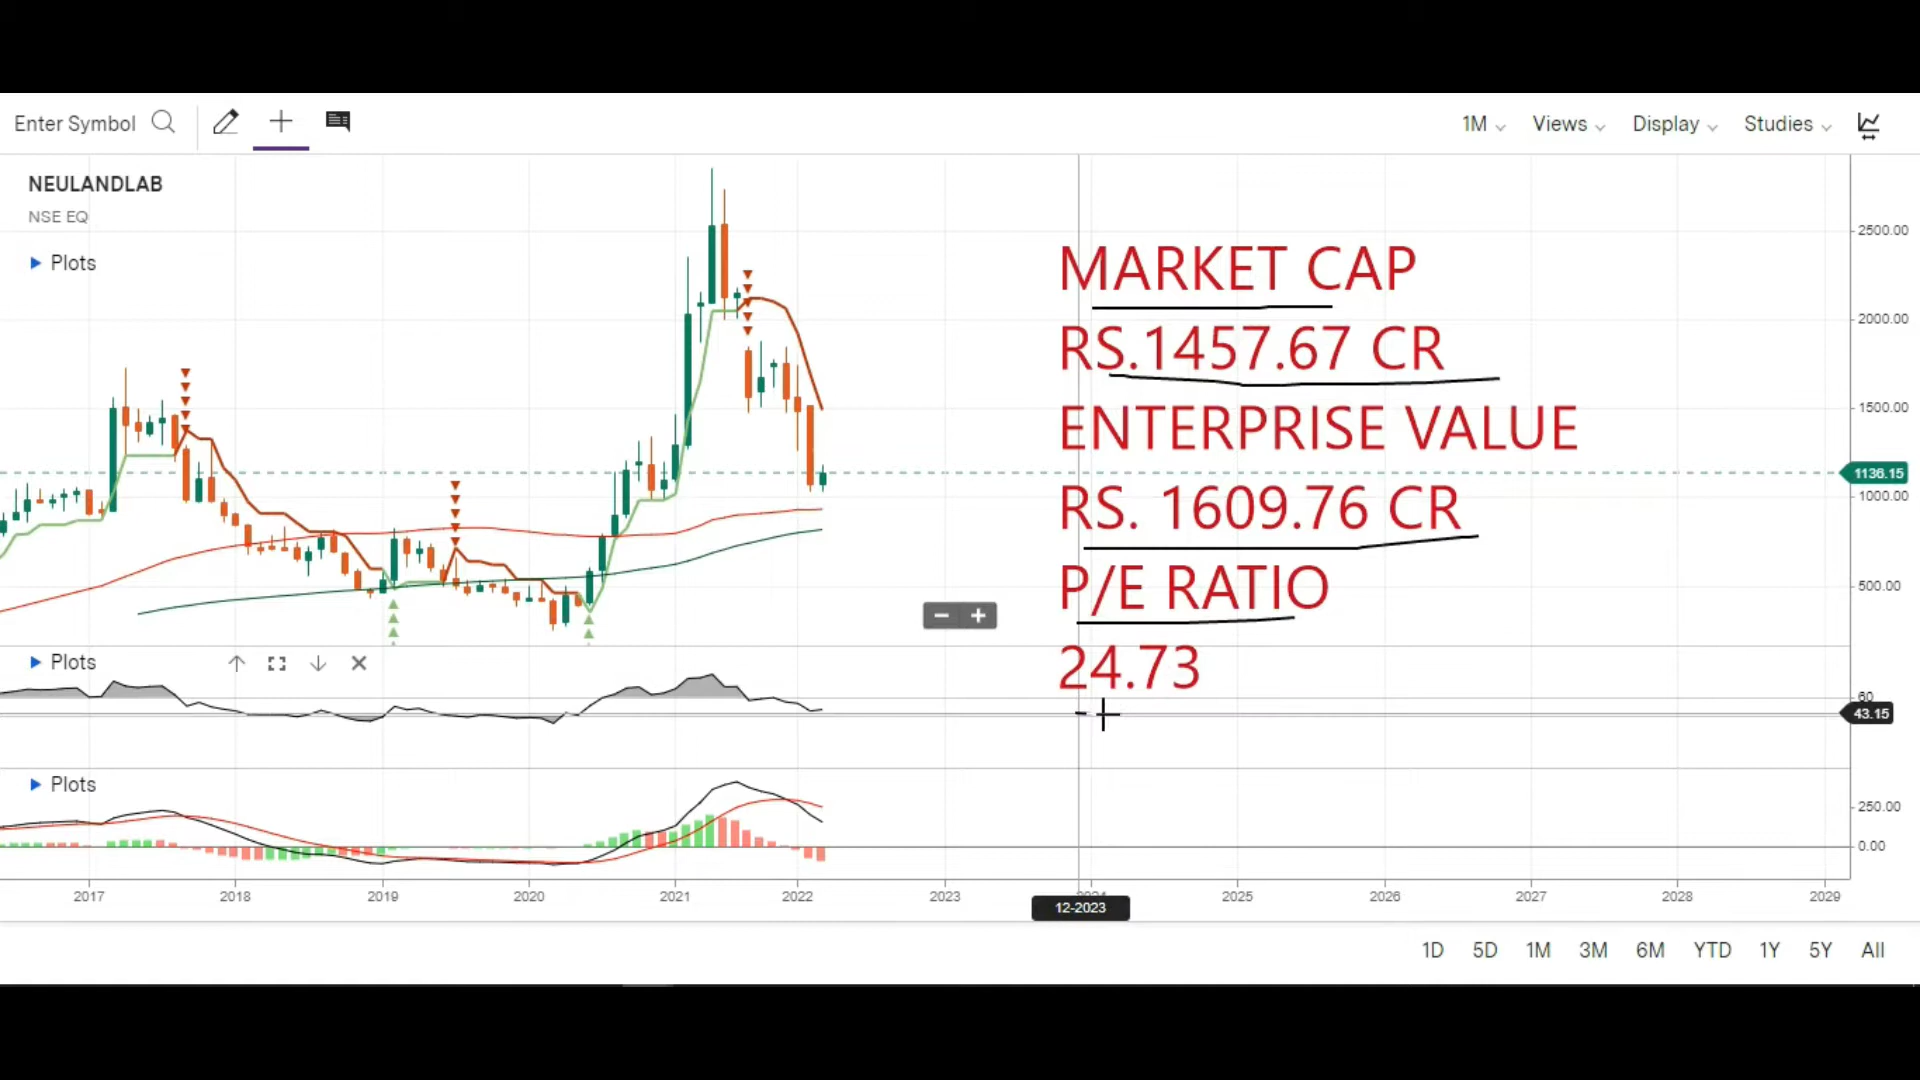 Enter Symbol
1M Views Display Studies
NEULANDLAB
NSE EQ
Plots
MARKET CAP
RS.1457.67 CR
ENTERPRISE VALUE
RS. 1609.76 CR
P/E RATIO
24.73
2500.00
2000.00
1500.00
1136.15
1000.00
500.00
Plots
60
43.15
Plots
250.00
0.00
2017 2018 2019 2020 2021 2022 2023 2025 2026 2027 2028 2029
12-2023
1D 5D 1M 3M 6M YTD 1Y 5Y All